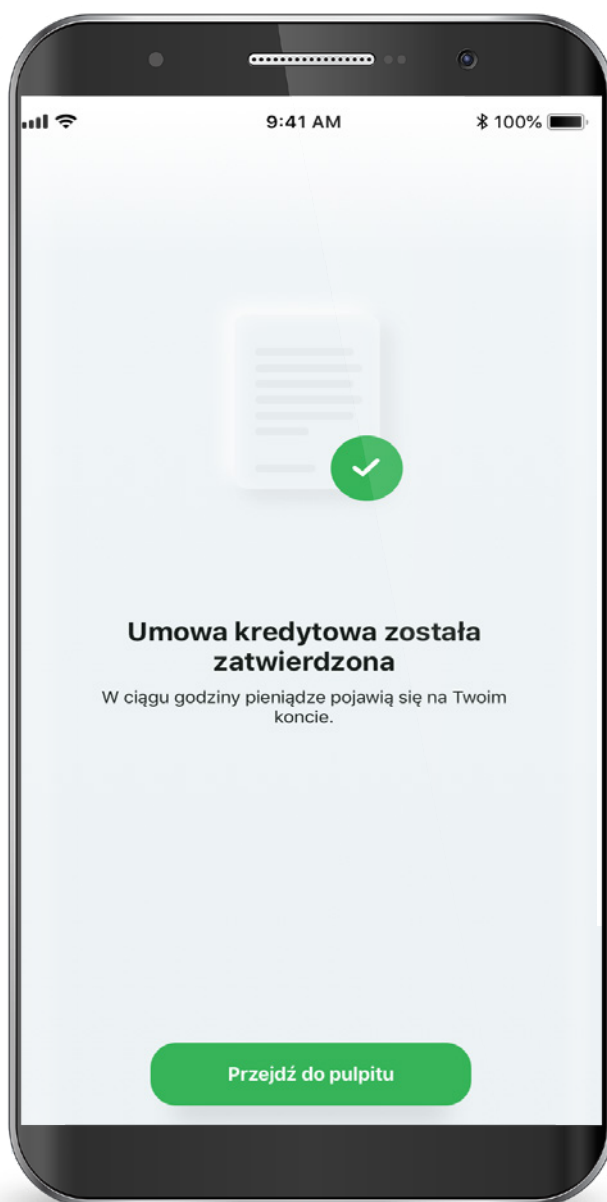 9:41 AM
100%
Umowa kredytowa została
zatwierdzona
W ciągu godziny pieniądze pojawią się na Twoim
koncie.
Przejdź do pulpitu